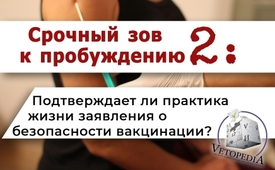 Срочный зов
к пробуждению 2:
Подтверждает ли практика
жизни заявления о
безопасности вакцинации?
VETOPEDIA